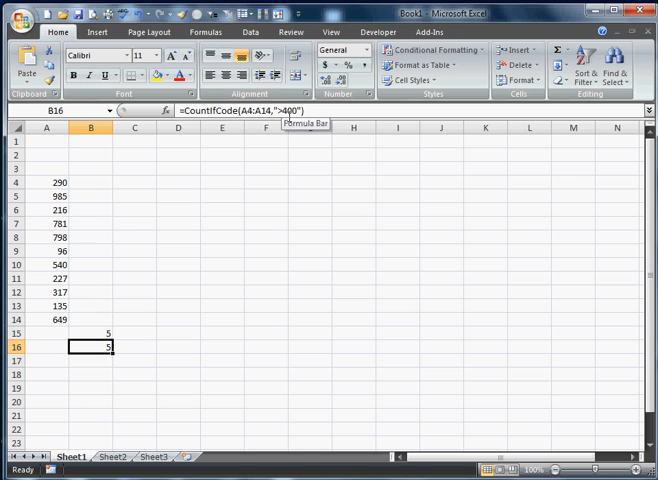 Book1 - Microsoft Excel
Home Insert Page Layout Formulas Data Review View Developer Add-Ins
Calibri 11 A A General Conditional Formatting Insert Σ
Paste B I U A $ % , Format as Table Delete Sort & Filter Find & Select
Cell Styles Format
Clipboard Font Alignment Number Styles Cells Editing
B16 fx =CountIfCode(A4:A14,">400")
Formula Bar
A B C D E F H I J K L M N
1
2
3
4 290
5 985
6 216
7 781
8 798
9 96
10 540
11 227
12 317
13 135
14 649
15 5
16 5
17
18
19
20
21
22
23
Sheet1 Sheet2 Sheet3
Ready 100%